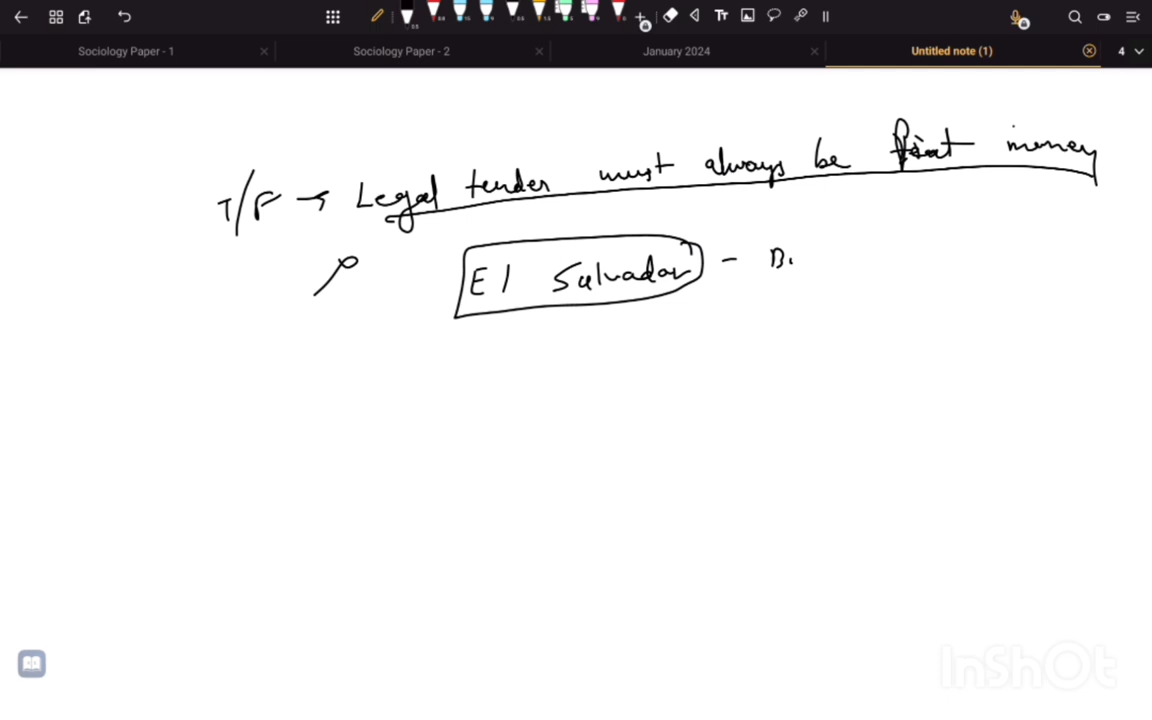 Sociology Paper - 1
Sociology Paper - 2
January 2024
Untitled note (1)
4
T/F → Legal tender must always be fiat money
El Salvador - B.
InShOt